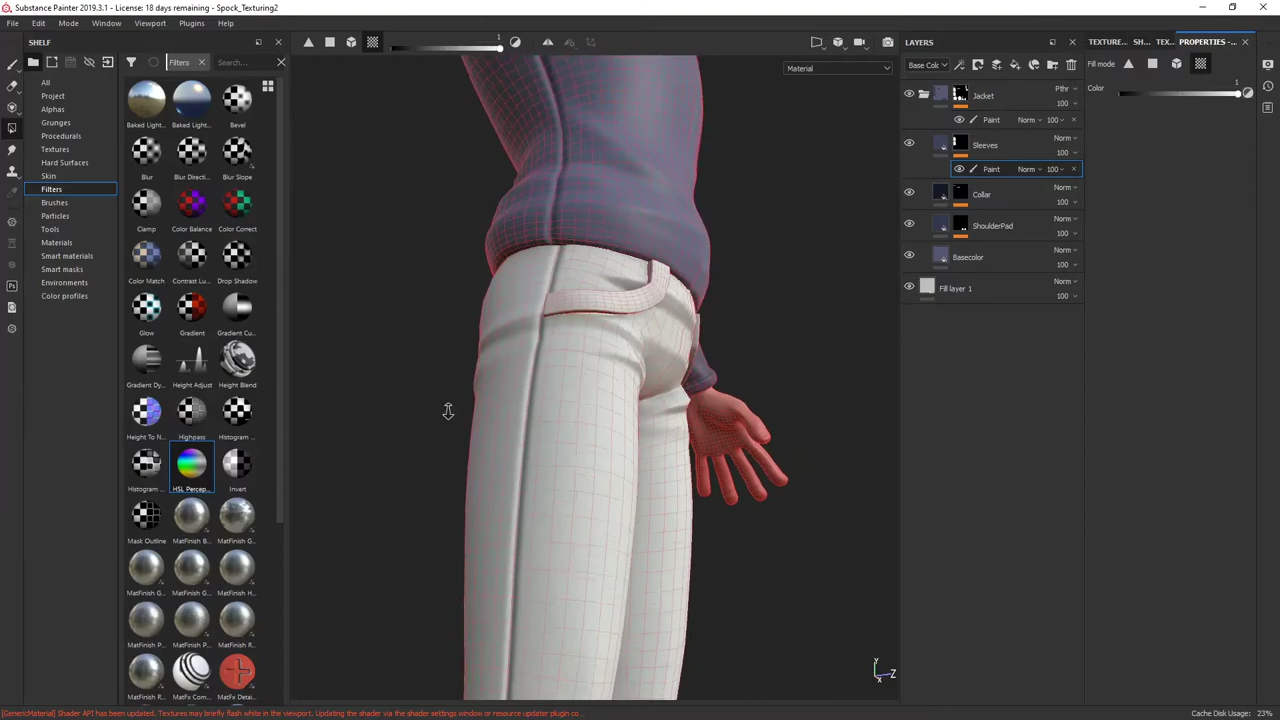 Substance Painter 2019.3.1 - License: 18 days remaining - Spock_Texturing2
File Edit Mode Window Viewport Plugins Help
SHELF
Filters
Search...
All
Project
Alphas
Grunges
Procedurals
Textures
Hard Surfaces
Skin
Filters
Brushes
Particles
Tools
Materials
Smart materials
Smart masks
Environments
Color profiles
Baked Light... Baked Light... Bevel
Blur Blur Directi... Blur Slope
Clamp Color Balance Color Correct
Color Match Contrast Lu... Drop Shadow
Glow Gradient Gradient Cu...
Gradient Dy... Height Adjust Height Blend
Height To N... Highpass Histogram ...
Histogram ... HSL Percep... Invert
Mask Outline MatFinish B... MatFinish G...
MatFinish G... MatFinish G... MatFinish H...
MatFinish P... MatFinish P... MatFinish R...
MatFinish R... MatFx Com... MatFx Detai...
1
Material
Y
Z
X
LAYERS
Base Col
Jacket
Pthr
100
Paint Norm 100
Sleeves
Norm
100
Paint Norm 100
Collar
Norm
100
ShoulderPad
Norm
100
Basecolor
Norm
100
Fill layer 1
Norm
100
TEXTURE... SH... TEX... PROPERTIES -...
Fill mode
Color
1
[GenericMaterial] Shader API has been updated. Textures may briefly flash white in the viewport. Updating the shader via the shader settings window or resource updater plugin co...
Cache Disk Usage: 23%